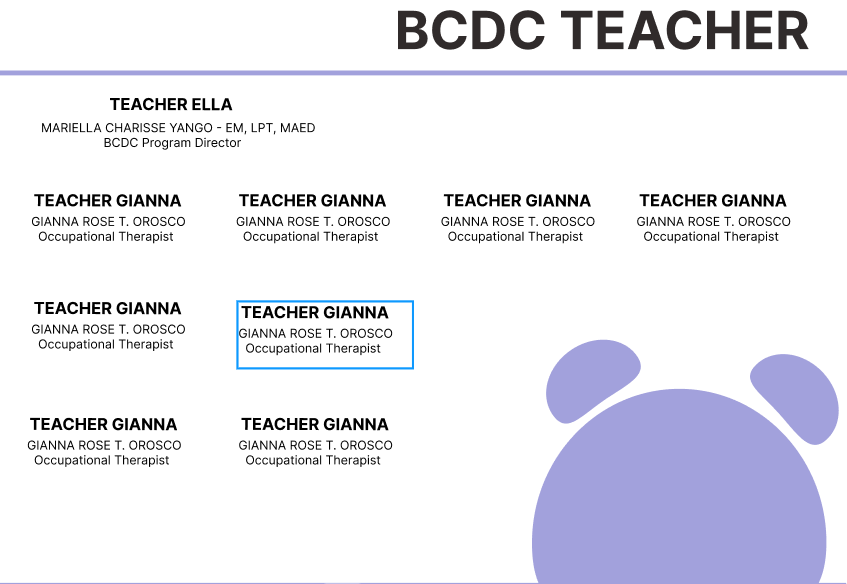 BCDC TEACHER
TEACHER ELLA
MARIELLA CHARISSE YANGO - EM, LPT, MAED
BCDC Program Director
TEACHER GIANNA
GIANNA ROSE T. OROSCO
Occupational Therapist
TEACHER GIANNA
GIANNA ROSE T. OROSCO
Occupational Therapist
TEACHER GIANNA
GIANNA ROSE T. OROSCO
Occupational Therapist
TEACHER GIANNA
GIANNA ROSE T. OROSCO
Occupational Therapist
TEACHER GIANNA
GIANNA ROSE T. OROSCO
Occupational Therapist
TEACHER GIANNA
GIANNA ROSE T. OROSCO
Occupational Therapist
TEACHER GIANNA
GIANNA ROSE T. OROSCO
Occupational Therapist
TEACHER GIANNA
GIANNA ROSE T. OROSCO
Occupational Therapist